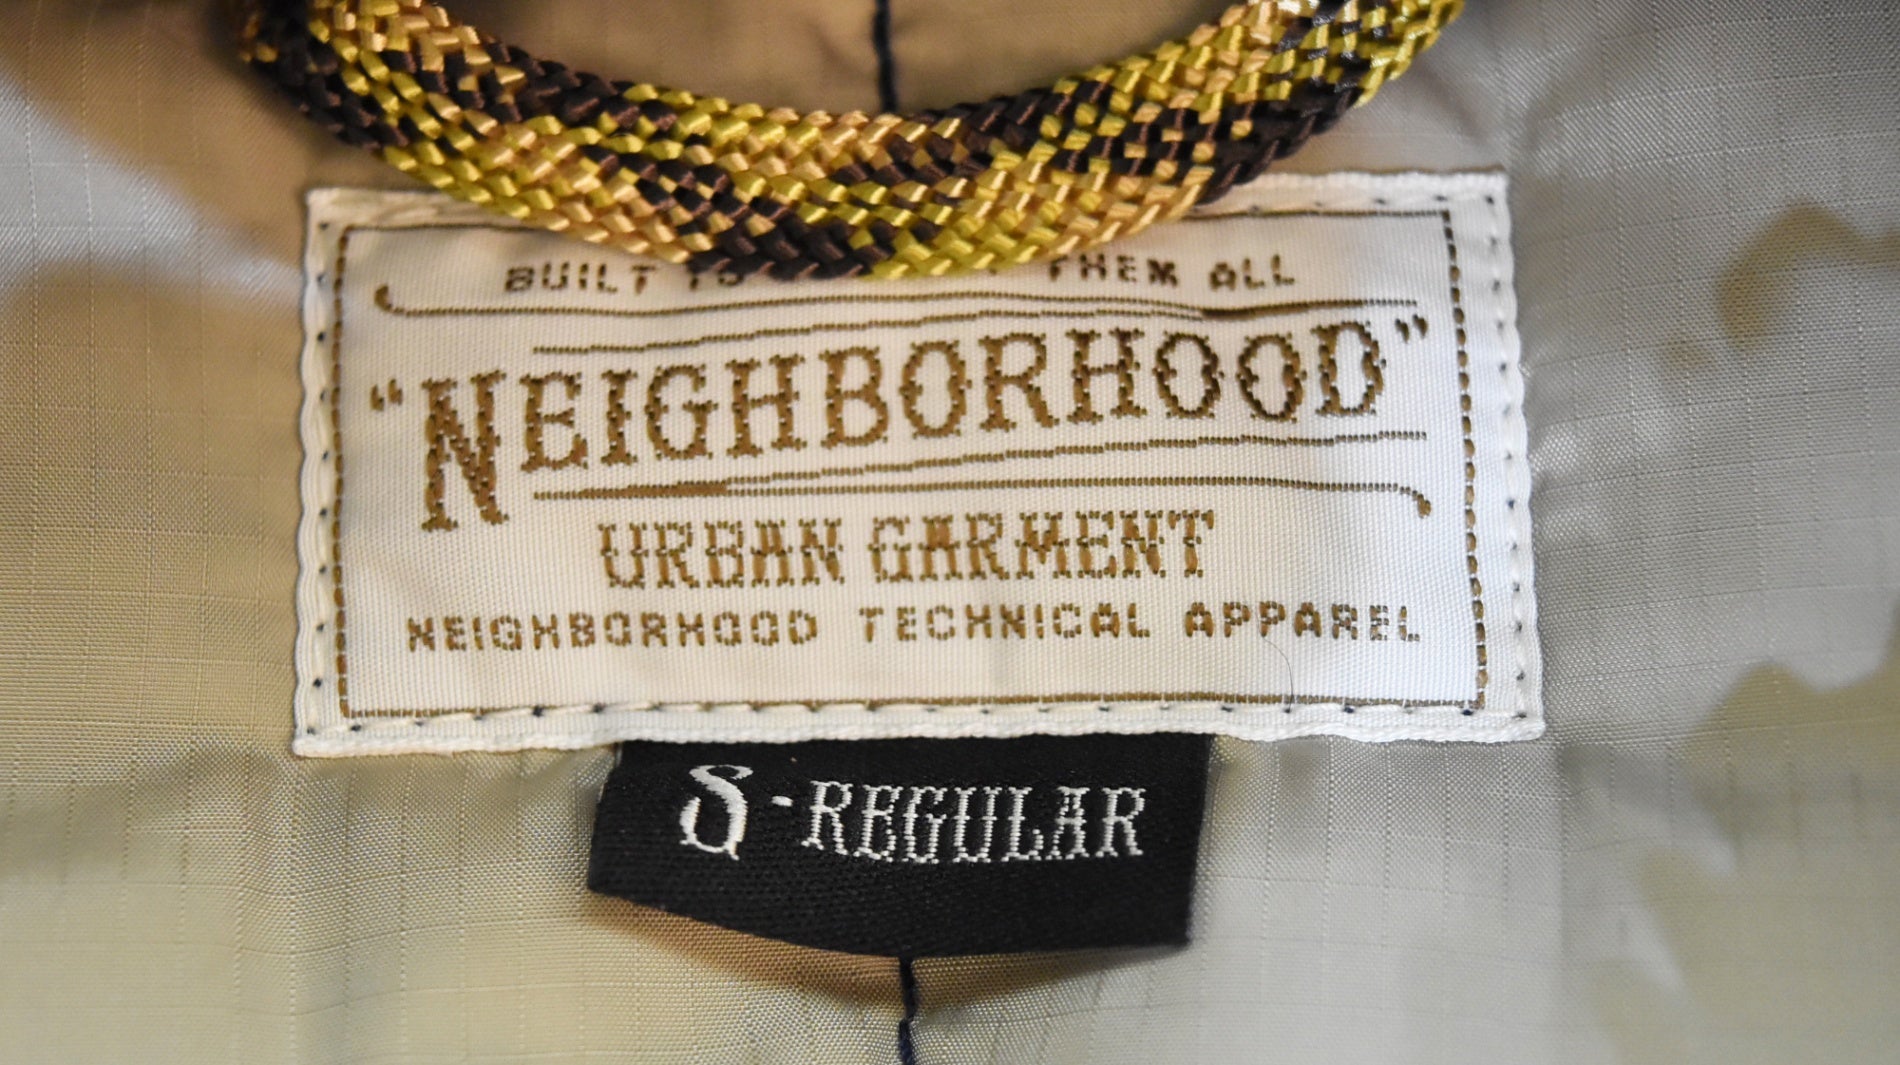 BUILT TO THEM ALL
"NEIGHBORHOOD"
URBAN GARMENT
NEIGHBORHOOD TECHNICAL APPAREL
S-REGULAR